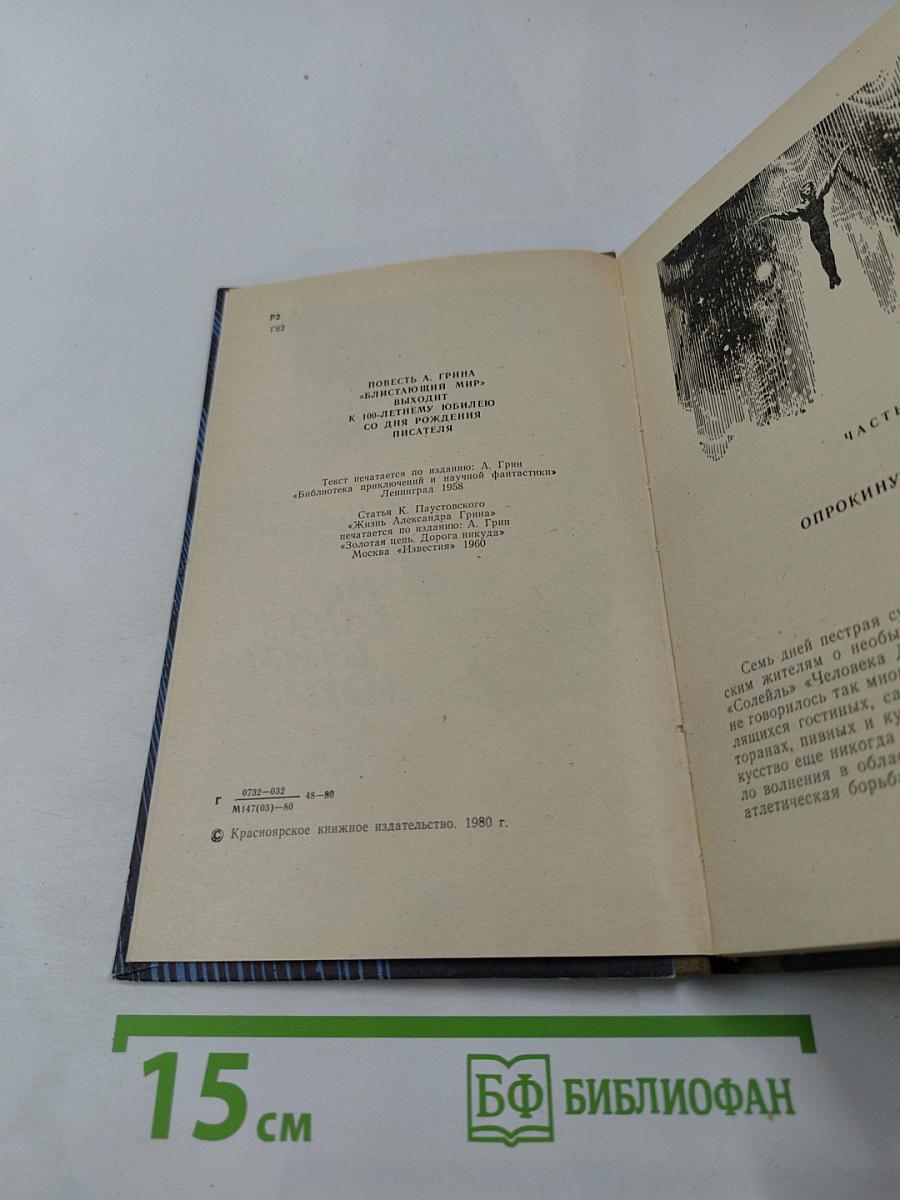 Р2
Г82
ПОВЕСТЬ А. ГРИНА
«БЛИСТАЮЩИЙ МИР»
ВЫХОДИТ
К 100-ЛЕТНЕМУ ЮБИЛЕЮ
СО ДНЯ РОЖДЕНИЯ
ПИСАТЕЛЯ
Текст печатается по изданию: А. Грин
«Библиотека приключений и научной фантастики»
Ленинград 1958
Статья К. Паустовского
«Жизнь Александра Грина»
печатается по изданию: А. Грин
«Золотая цепь. Дорога никуда»
Москва «Известия» 1960
Г 0732—032 48—80
М147(03)—80
© Красноярское книжное издательство. 1980 г.
ЧАСТЬ
ОПРОКИНУ
Семь дней пестрая
ским жителям о необы
«Солейль» «Человека
не говорилось так мно
лящихся гостиных, са
торанах, пивных и ку
кусство еще никогда
ло волнения в облас
атлетическая борьб
15 см
БФ БИБЛИОФАН